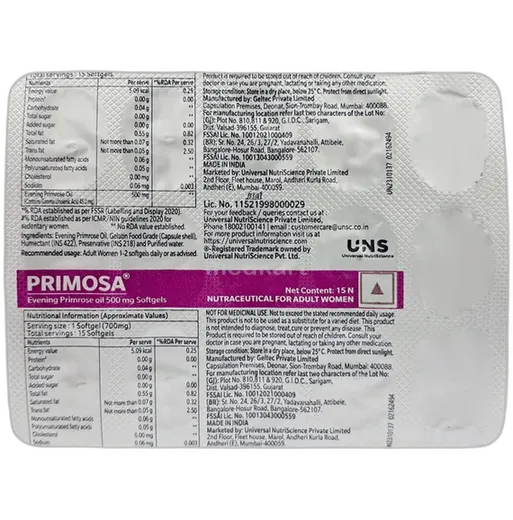 Total servings : 15 Softgels
Nutrients Per serve %RDA Per serve
Energy value 5.09 kcal 0.25
Protein# 0.00 g 0.00
Carbohydrate 0.04 g **
Total sugar 0.00 g **
Added sugar 0.00 g 0.00
Total fat 0.55 g 0.82
Saturated fat Not more than 0.07 g 0.32
Trans fat Not more than 0.05 g 2.50
Monounsaturated fatty acids 0.06 g **
Polyunsaturated fatty acids 0.05 g **
Cholesterol 0.00 mg **
Sodium 0.06 mg 0.003
Evening Primrose Oil 500 mg **
% RDA established as per FSSR (Labelling and Display 2020).
#% RDA established as per ICMR/NIN guidelines 2020 for
sedentary women. ** No RDA value established.
Ingredients: Evening Primrose Oil, Gelatin Food Grade (Capsule shell),
Humectant (INS 422), Preservative (INS 218) and Purified water.
Recommended usage: Adult Women 1-2 softgels daily or as advised.
Product is required to be stored out of reach of children. Consult your
doctor in case you are pregnant, lactating or taking any other medication.
Storage condition: Store in a dry place, below 25° C. Protect from direct sunlight.
Manufactured by: Geltec Private Limited
Capsulation Premises, Deonar, Sion-Trombay Road, Mumbai 400088.
For manufacturing location refer last two characters of the Lot No:
(GJ): Plot No: 810,811 & 920, G.I.D.C., Sarigam,
Dist. Valsad-396155, Gujarat
FSSAI Lic. No. 10012021000409
(BR): Sr. No. 24, 26, 27/2, Yadavanahalli, Attibele,
Bangalore-Hosur Road, Bangalore-562107.
FSSAI Lic. No: 10013043000559
MADE IN INDIA
Marketed by: Universal NutriScience Private Limited
2nd Floor, Fleet House, Marol, Andheri Kurla Road,
Andheri (E), Mumbai-400059.
fssai
Lic. No. 11521998000029
For your feedback / queries contact us at :
Universal NutriScience Private Limited,
Phone 18002100141 | email : customercare@unsc.co.in
https://universalnutriscience.com
®-Registered Trademark owned by
Universal NutriScience Pvt. Ltd.
UN2310137 02162494
UNS
Universal NutriScience
medkart
PRIMOSA®
Evening Primrose oil 500 mg Softgels
Net Content: 15 N
NUTRACEUTICAL FOR ADULT WOMEN
Nutritional Information (Approximate Values)
Serving size : 1 Softgel (700mg)
Total servings : 15 Softgels
Nutrients Per serve %RDA Per serve
Energy value 5.09 kcal 0.25
Protein# 0.00 g 0.00
Carbohydrate 0.04 g **
Total sugar 0.00 g **
Added sugar 0.00 g 0.00
Total fat 0.55 g 0.82
Saturated fat Not more than 0.07 g 0.32
Trans fat Not more than 0.05 g 2.50
Monounsaturated fatty acids 0.06 g **
Polyunsaturated fatty acids 0.05 g **
Cholesterol 0.00 mg **
Sodium 0.06 mg 0.003
NOT FOR MEDICINAL USE. Not to exceed the stated recommended daily usage.
This product is not to be used as a substitute for a varied diet. This product
is not intended to diagnose, treat, cure or prevent any disease. This
Product is required to be stored out of reach of children. Consult your
doctor in case you are pregnant, lactating or taking any other medication.
Storage condition: Store in a dry place, below 25° C. Protect from direct sunlight.
Manufactured by: Geltec Private Limited
Capsulation Premises, Deonar, Sion-Trombay Road, Mumbai 400088.
For manufacturing location refer last two characters of the Lot No:
(GJ): Plot No: 810,811 & 920, G.I.D.C., Sarigam,
Dist. Valsad-396155, Gujarat
FSSAI Lic. No. 10012021000409
(BR): Sr. No. 24, 26, 27/2, Yadavanahalli, Attibele,
Bangalore-Hosur Road, Bangalore-562107.
FSSAI Lic. No: 10013043000559
MADE IN INDIA
Marketed by: Universal NutriScience Private Limited
2nd Floor, Fleet House, Marol, Andheri Kurla Road,
Andheri (E), Mumbai-400059.
UN2310137 02162494